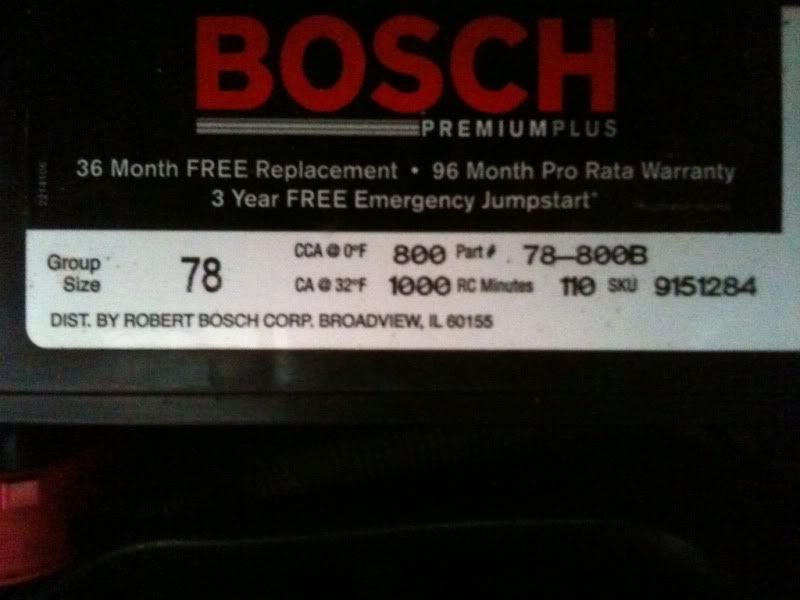 BOSCH
PREMIUMPLUS
36 Month FREE Replacement • 96 Month Pro Rata Warranty
3 Year FREE Emergency Jumpstart*
Group Size 78 CCA @ 0°F 800 Part # 78-800B
CA @ 32°F 1000 RC Minutes 110 SKU 9151284
DIST. BY ROBERT BOSCH CORP. BROADVIEW, IL 60155